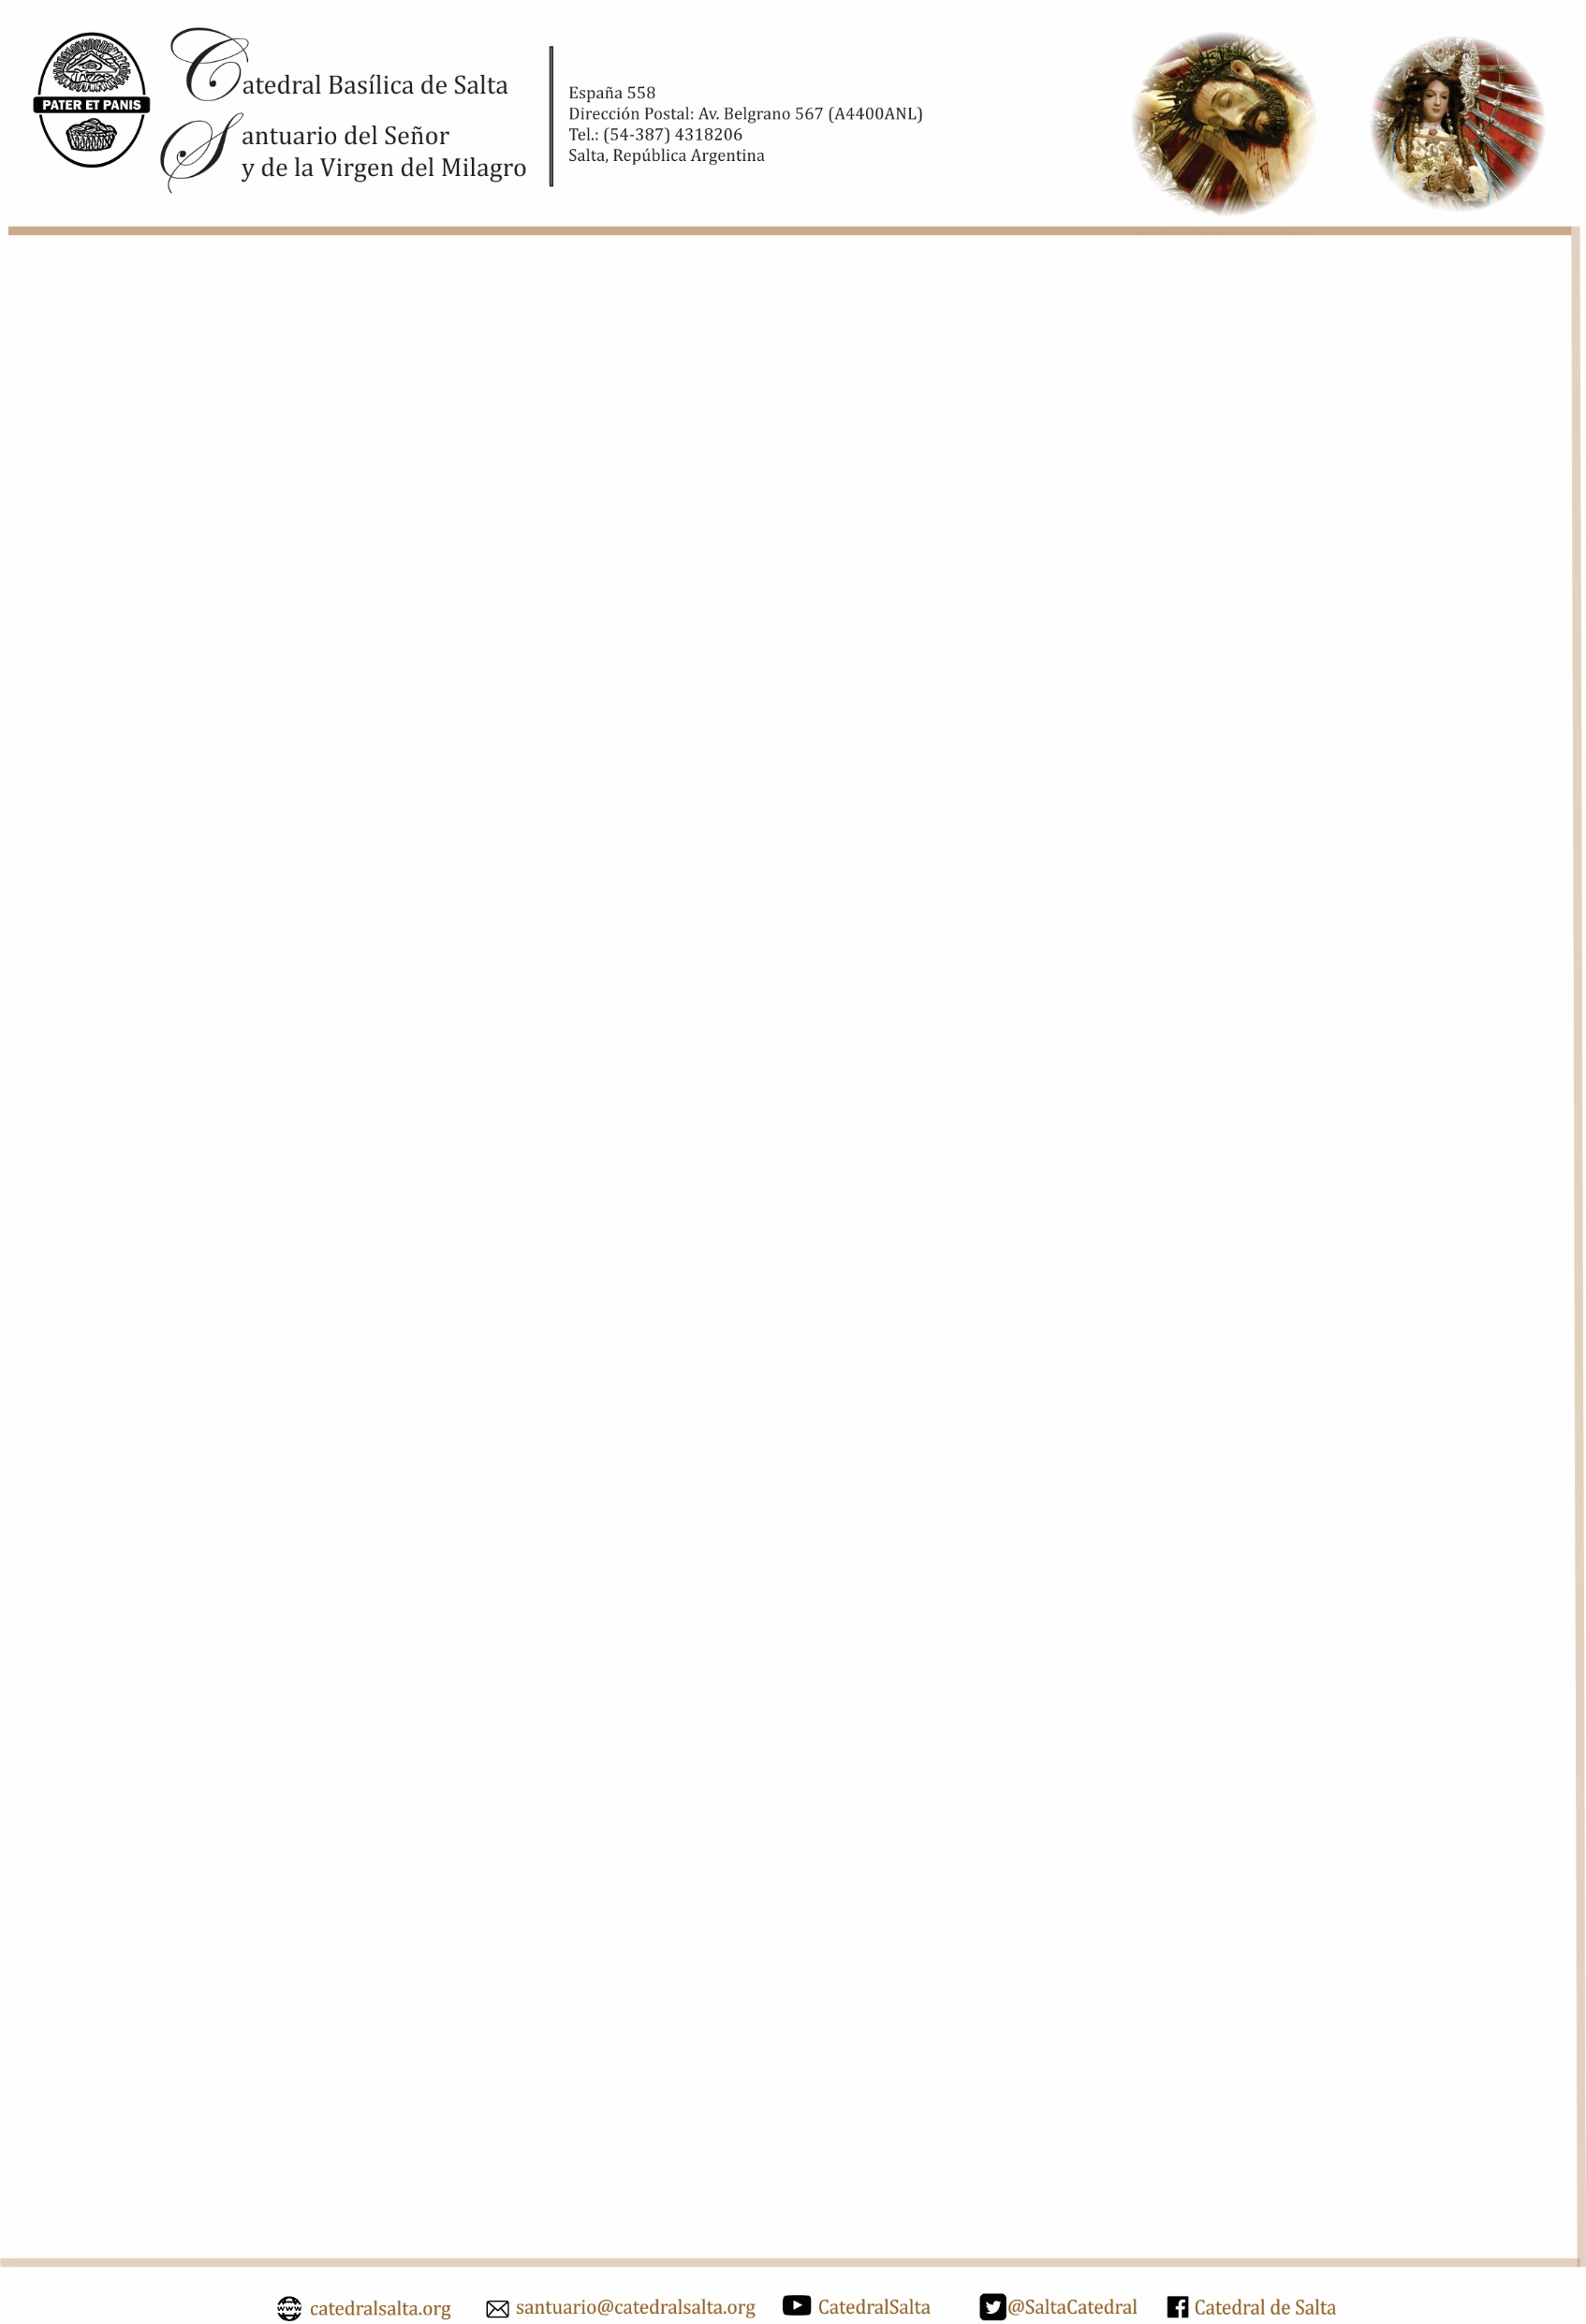 PATER ET PANIS
Catedral Basílica de Salta
Santuario del Señor
y de la Virgen del Milagro
España 558
Dirección Postal: Av. Belgrano 567 (A4400ANL)
Tel.: (54-387) 4318206
Salta, República Argentina
www catedralsalta.org santuario@catedralsalta.org CatedralSalta @SaltaCatedral Catedral de Salta